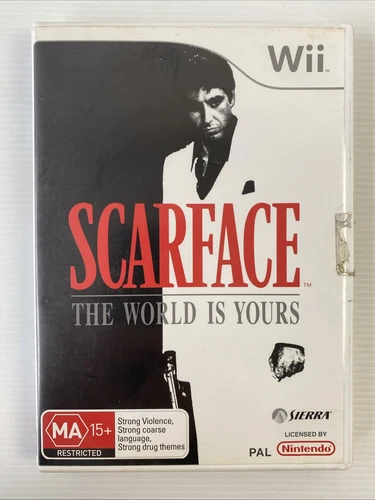 Wii
SCARFACE™
THE WORLD IS YOURS
MA 15+
RESTRICTED
Strong Violence,
Strong coarse
language,
Strong drug themes
SIERRA
LICENSED BY
PAL Nintendo